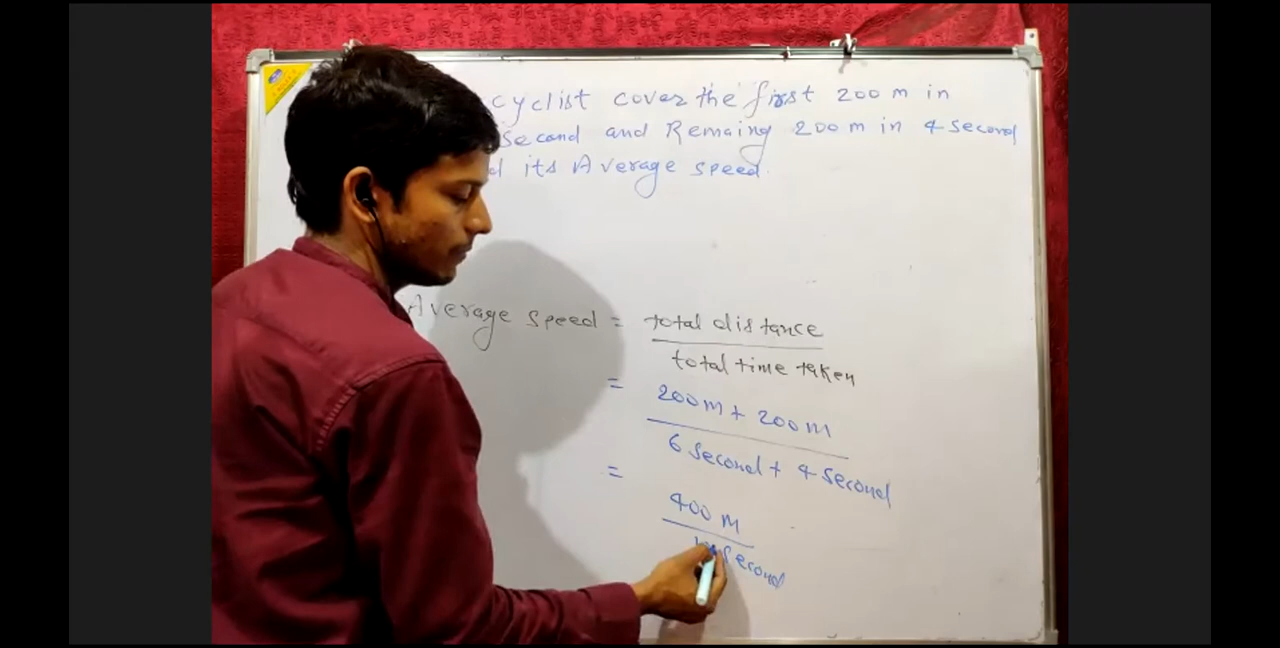 cyclist cover the first 200 m in
second and Remaing 200 m in 4 second
d its Average speed.
Average speed = total distance
total time taken
= 200 m + 200 m
6 second + 4 second
= 400 m
second